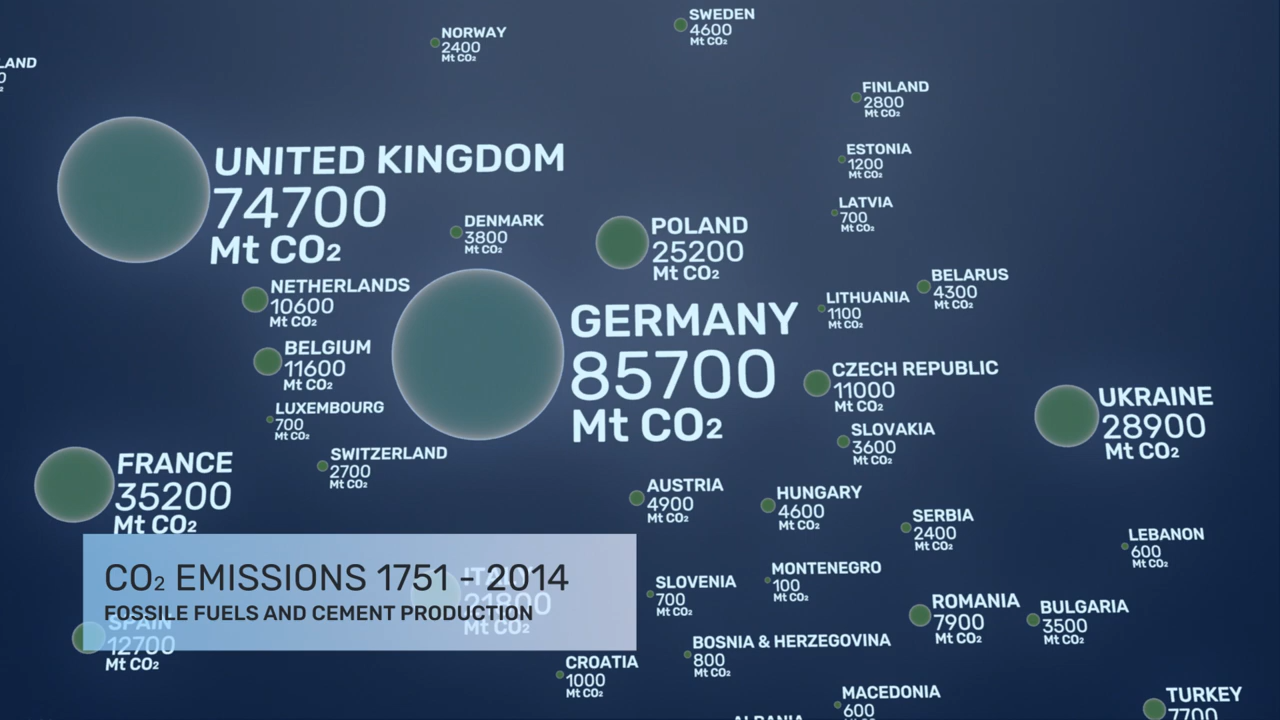 SWEDEN
4600
Mt CO₂
NORWAY
2400
Mt CO₂
LAND
FINLAND
2800
Mt CO₂
UNITED KINGDOM
74700
Mt CO₂
ESTONIA
1200
Mt CO₂
LATVIA
700
Mt CO₂
DENMARK
3800
Mt CO₂
POLAND
25200
Mt CO₂
BELARUS
4300
Mt CO₂
NETHERLANDS
10600
Mt CO₂
LITHUANIA
1100
Mt CO₂
GERMANY
85700
Mt CO₂
BELGIUM
11600
Mt CO₂
CZECH REPUBLIC
11000
Mt CO₂
UKRAINE
28900
Mt CO₂
LUXEMBOURG
700
Mt CO₂
SLOVAKIA
3600
Mt CO₂
SWITZERLAND
2700
Mt CO₂
FRANCE
35200
Mt CO₂
AUSTRIA
4900
Mt CO₂
HUNGARY
4600
Mt CO₂
SERBIA
2400
Mt CO₂
LEBANON
600
Mt CO₂
CO₂ EMISSIONS 1751 - 2014
FOSSILE FUELS AND CEMENT PRODUCTION
ITALY
21800
Mt CO₂
MONTENEGRO
100
Mt CO₂
SLOVENIA
700
Mt CO₂
ROMANIA
7900
Mt CO₂
BULGARIA
3500
Mt CO₂
SPAIN
12700
Mt CO₂
BOSNIA & HERZEGOVINA
800
Mt CO₂
CROATIA
1000
Mt CO₂
MACEDONIA
600
TURKEY
7700
ALBANIA